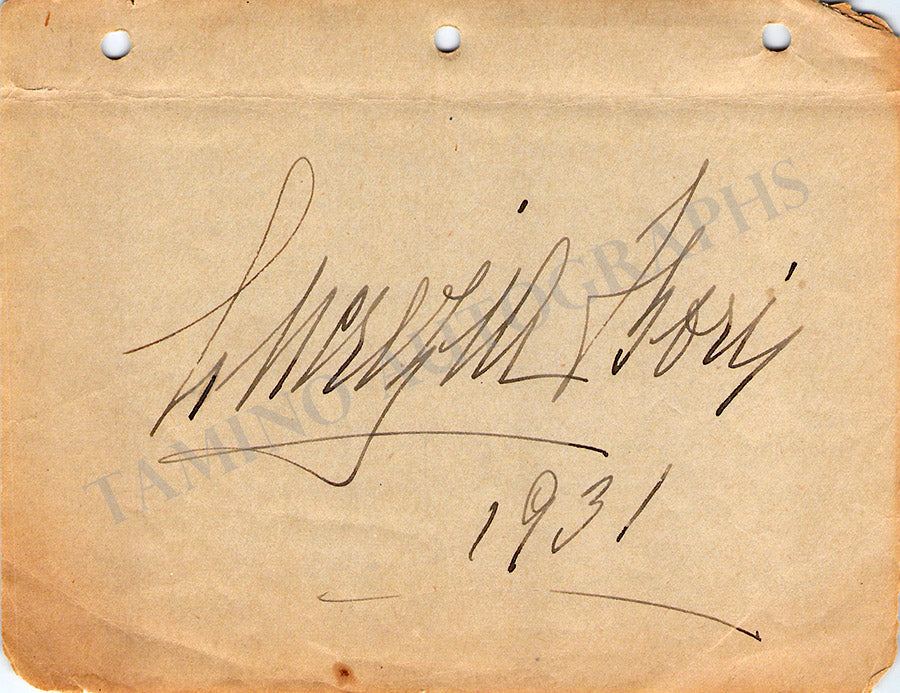 Lucrezia Bori
1931
TAMINO AUTOGRAPHS